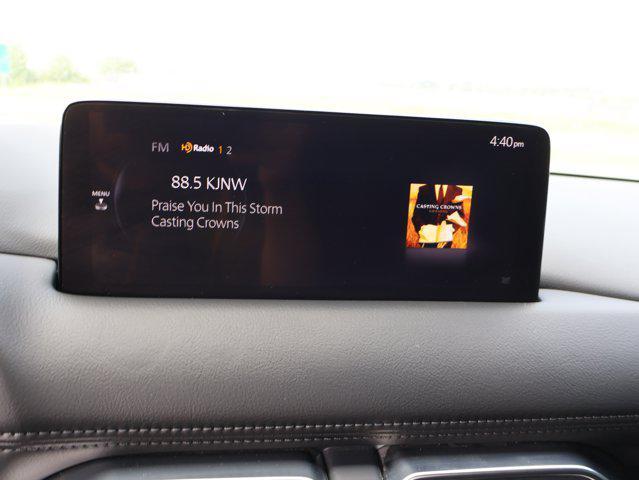 FM HD Radio 1 2
4:40pm
88.5 KJNW
MENU
Praise You In This Storm
Casting Crowns
CASTING CROWNS